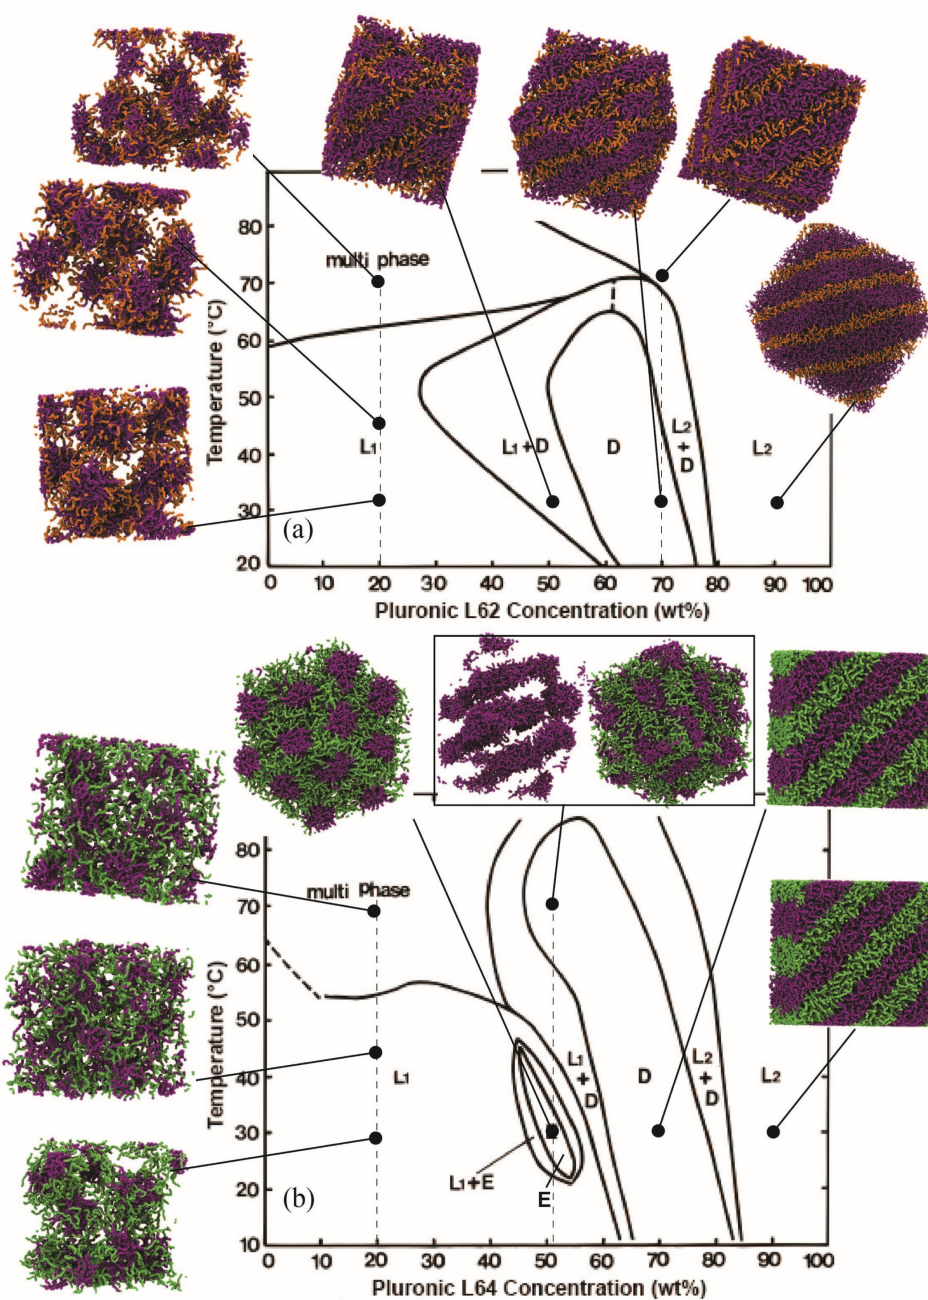 80
multi phase
70
60
50
40
30
20
Temperature (°C)
L1
L1 + D
D
L2
+
D
L2
(a)
0 10 20 30 40 50 60 70 80 90 100
Pluronic L62 Concentration (wt%)
80
multi phase
70
60
50
40
30
20
10
Temperature (°C)
L1
L1
+
D
D
L2
+
D
L2
L1+E
E
(b)
0 10 20 30 40 50 60 70 80 90 100
Pluronic L64 Concentration (wt%)